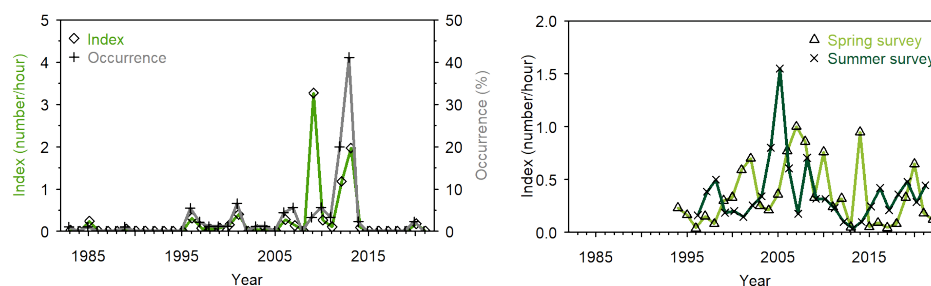 Index (number/hour)
5
4
3
2
1
0
Index
Occurrence
50
40
30
20
10
0
Occurrence (%)
1985
1995
2005
2015
Year
Index (number/hour)
2.0
1.5
1.0
0.5
0.0
Spring survey
Summer survey
1985
1995
2005
2015
Year